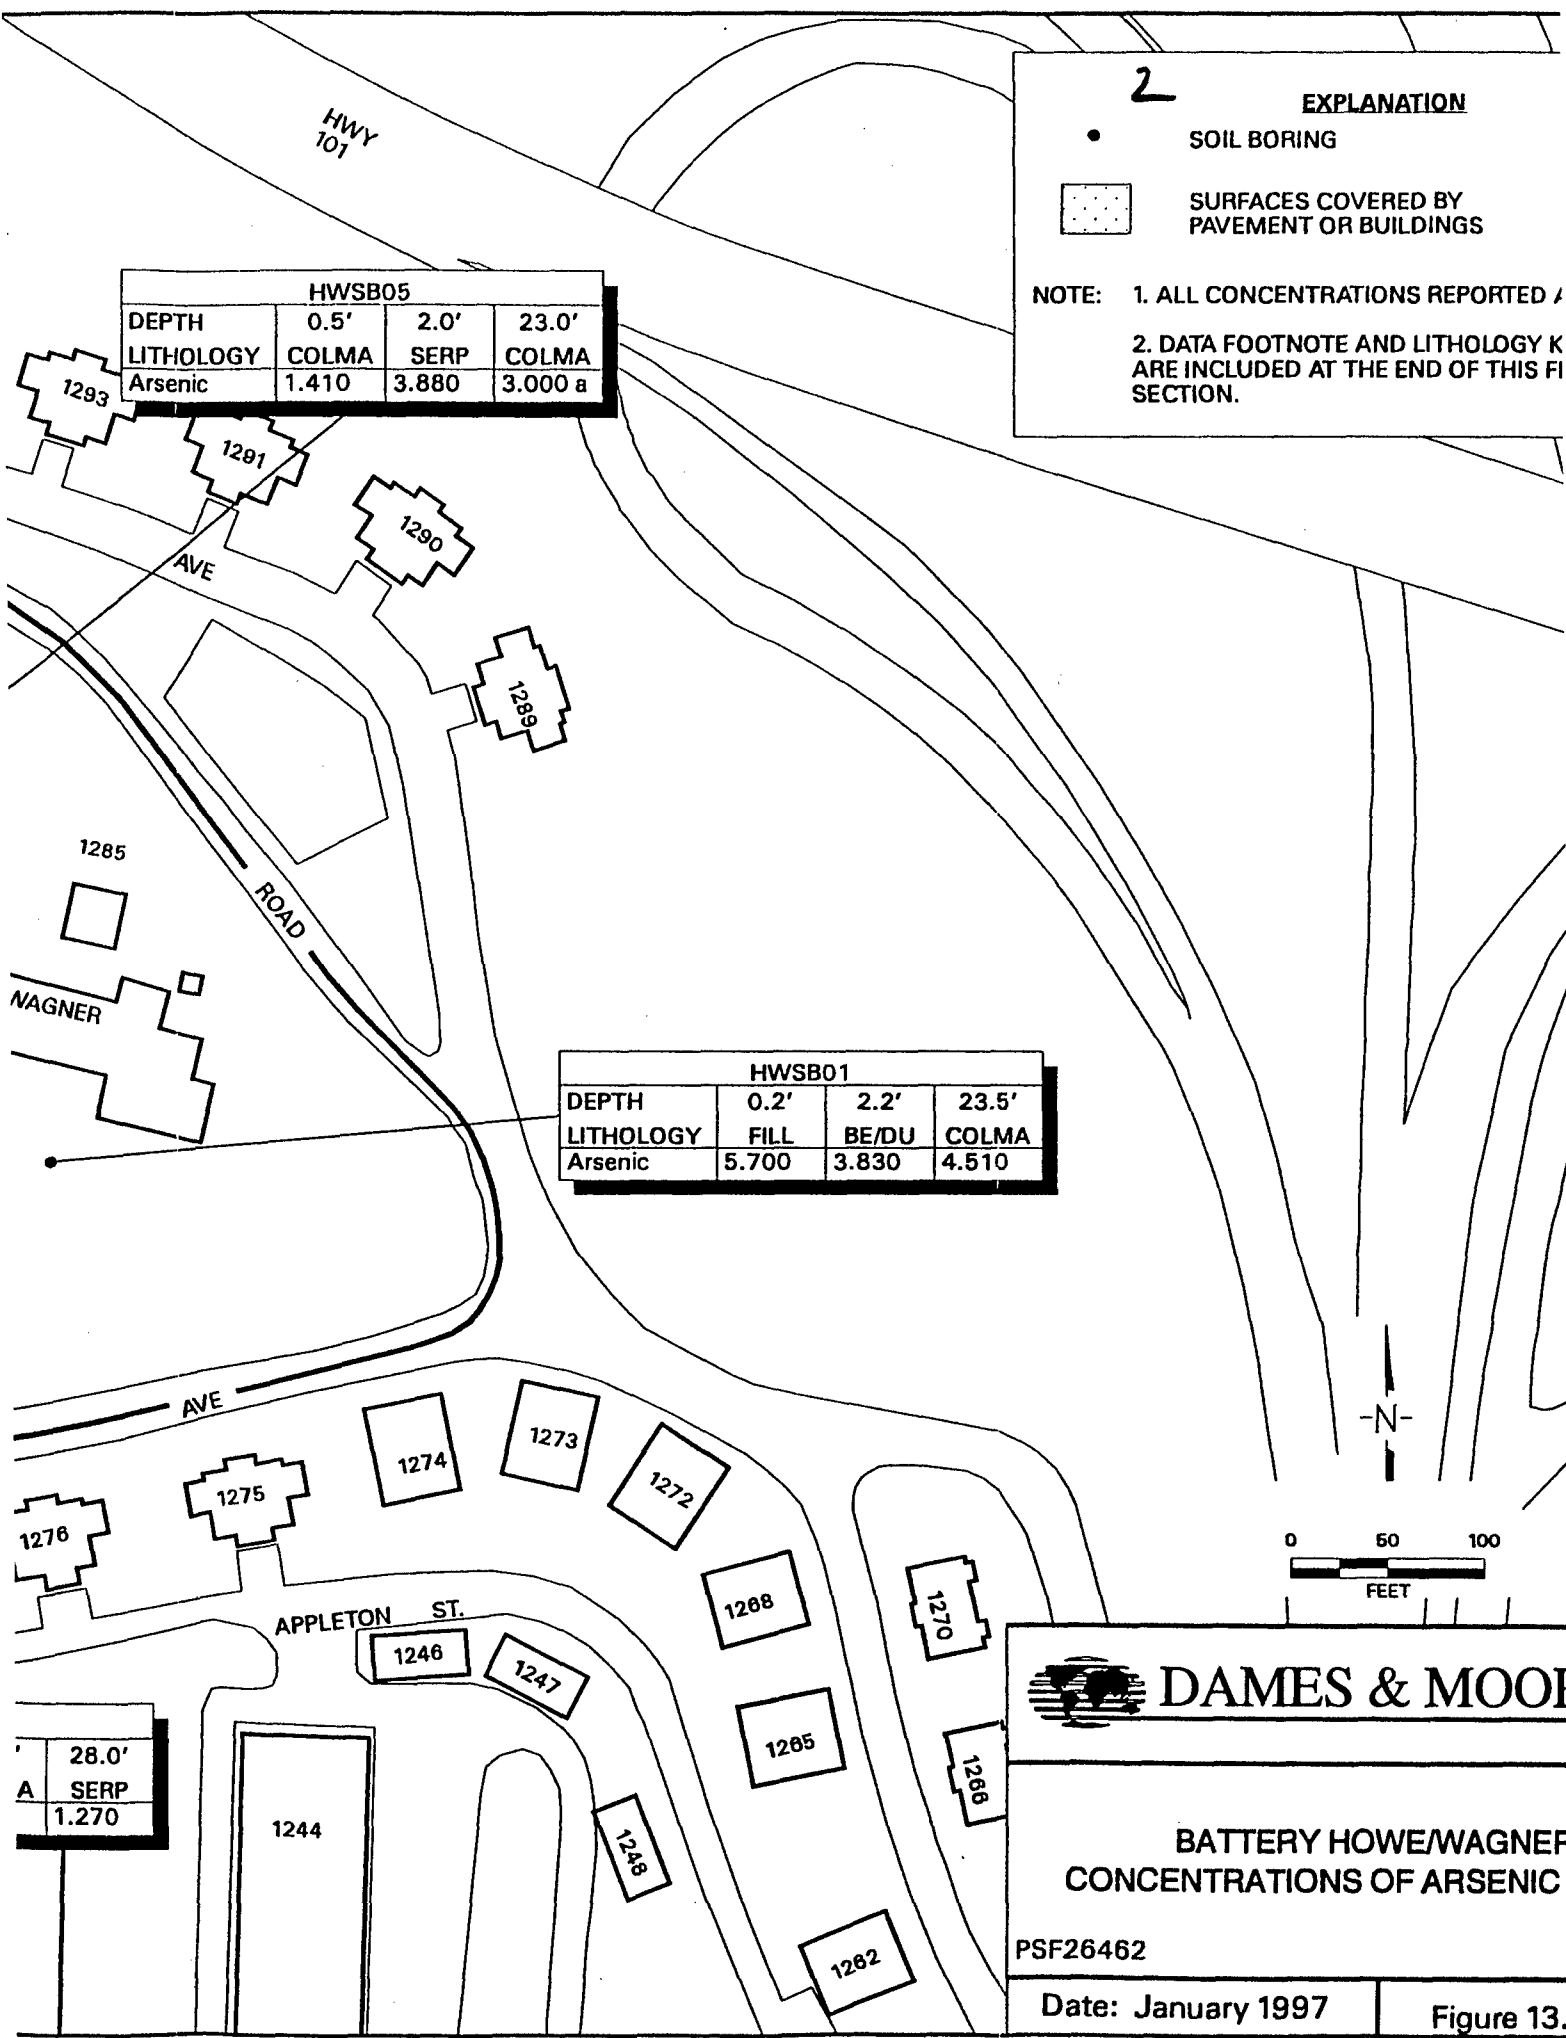 2
EXPLANATION
SOIL BORING
SURFACES COVERED BY
PAVEMENT OR BUILDINGS
NOTE: 1. ALL CONCENTRATIONS REPORTED
2. DATA FOOTNOTE AND LITHOLOGY K
ARE INCLUDED AT THE END OF THIS FI
SECTION.
HWY
101
HWSB05
DEPTH 0.5' 2.0' 23.0'
LITHOLOGY COLMA SERP COLMA
Arsenic 1.410 3.880 3.000 a
1293
1291
1290
AVE
1289
1285
ROAD
WAGNER
HWSB01
DEPTH 0.2' 2.2' 23.5'
LITHOLOGY FILL BE/DU COLMA
Arsenic 5.700 3.830 4.510
AVE
1274
1273
1272
1275
1276
-N-
0 50 100
FEET
1268
1270
APPLETON ST.
1246
1247
1265
1266
' 28.0'
A SERP
1.270
1244
1248
1262
DAMES & MOOR
BATTERY HOWE/WAGNER
CONCENTRATIONS OF ARSENIC
PSF26462
Date: January 1997
Figure 13.